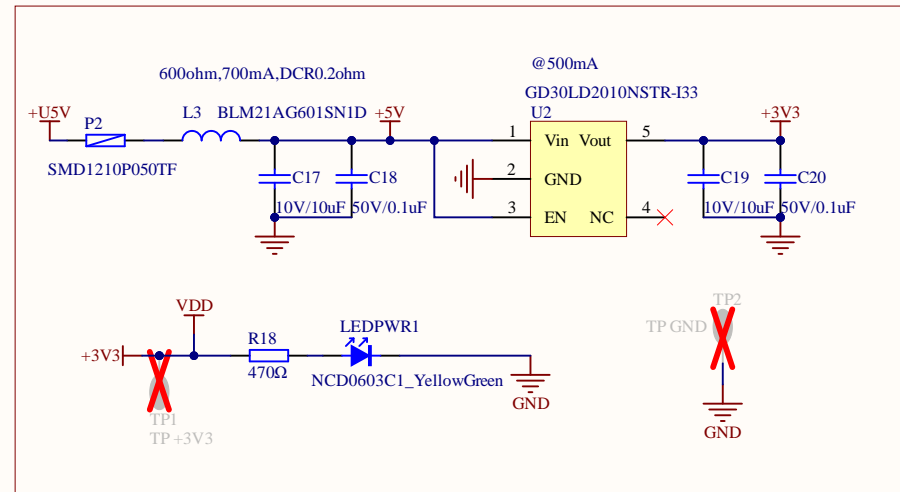 @500mA
600ohm,700mA,DCR0.2ohm
GD30LD2010NSTR-I33
+U5V
P2
L3
BLM21AG601SN1D
+5V
U2
+3V3
1
Vin
Vout
5
SMD1210P050TF
C17
C18
2
GND
C19
C20
10V/10uF
50V/0.1uF
3
EN
NC
4
10V/10uF
50V/0.1uF
VDD
TP2
R18
LEDPWR1
TP GND
+3V3
470Ω
NCD0603C1_YellowGreen
GND
TP1
TP +3V3
GND